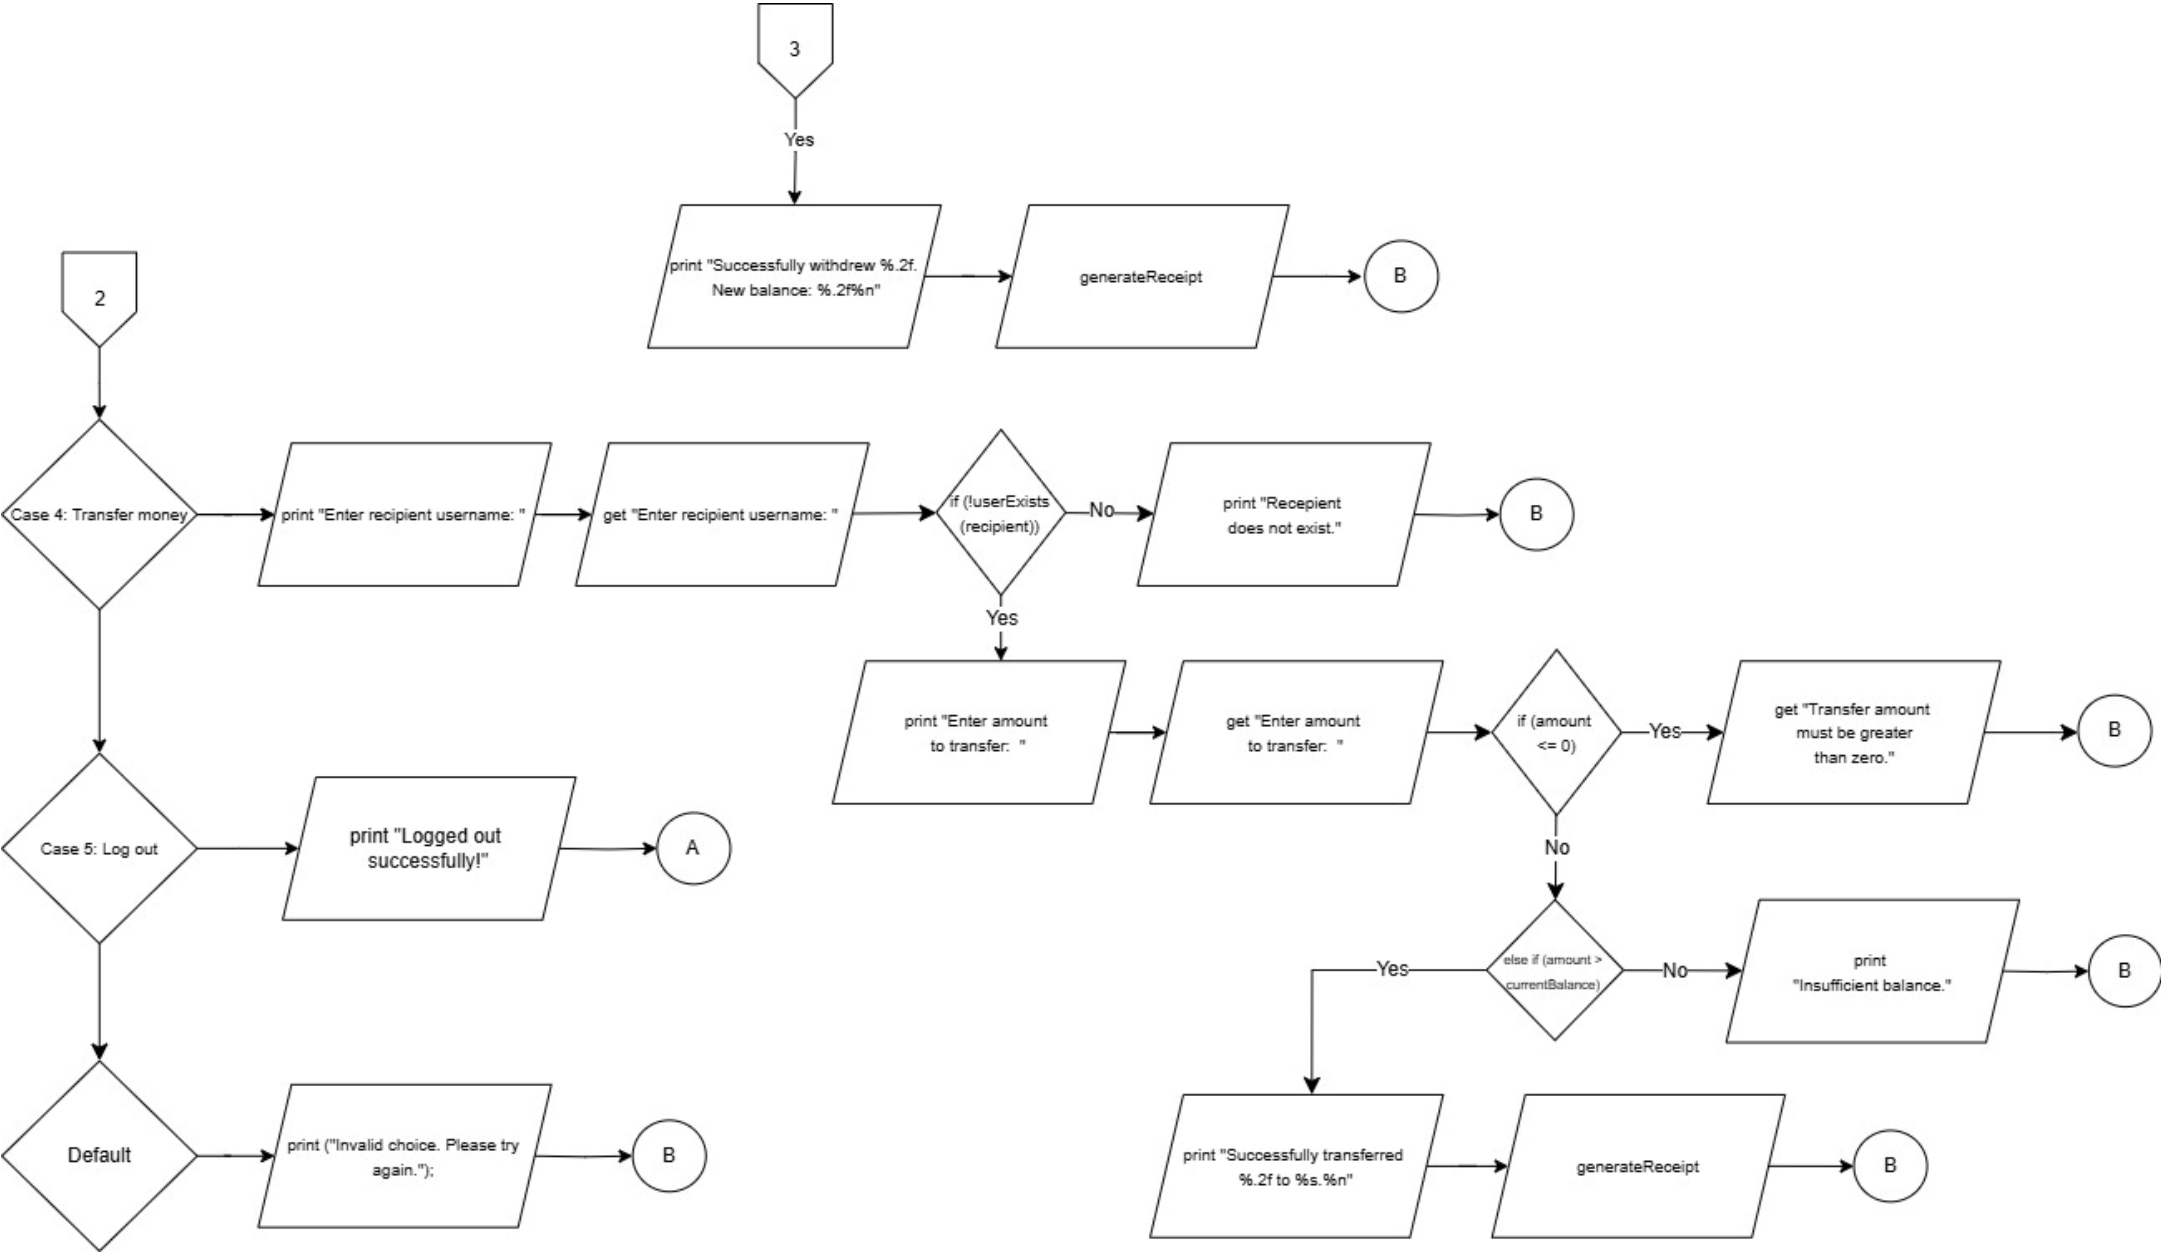 3
Yes
print "Successfully withdrew %.2f.
New balance: %.2f%n"
generateReceipt
B
2
Case 4: Transfer money
print "Enter recipient username: "
get "Enter recipient username: "
if (!userExists
(recipient))
No
print "Recepient
does not exist."
B
Yes
print "Enter amount
to transfer:  "
get "Enter amount
to transfer:  "
if (amount
<= 0)
Yes
get "Transfer amount
must be greater
than zero."
B
Case 5: Log out
print "Logged out
successfully!"
A
No
else if (amount >
currentBalance)
Yes
No
print
"Insufficient balance."
B
Default
print ("Invalid choice. Please try
again.");
B
print "Successfully transferred
%.2f to %s.%n"
generateReceipt
B